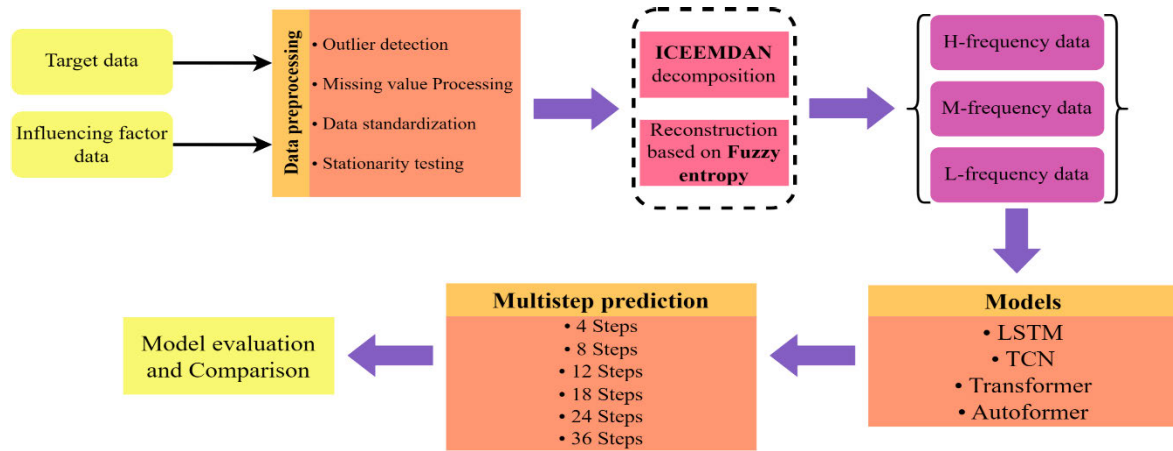 Target data
Influencing factor
data
Data preprocessing
• Outlier detection
• Missing value Processing
• Data standardization
• Stationarity testing
ICEEMDAN
decomposition
Reconstruction
based on Fuzzy
entropy
H-frequency data
M-frequency data
L-frequency data
Models
• LSTM
• TCN
• Transformer
• Autoformer
Multistep prediction
• 4 Steps
• 8 Steps
• 12 Steps
• 18 Steps
• 24 Steps
• 36 Steps
Model evaluation
and Comparison